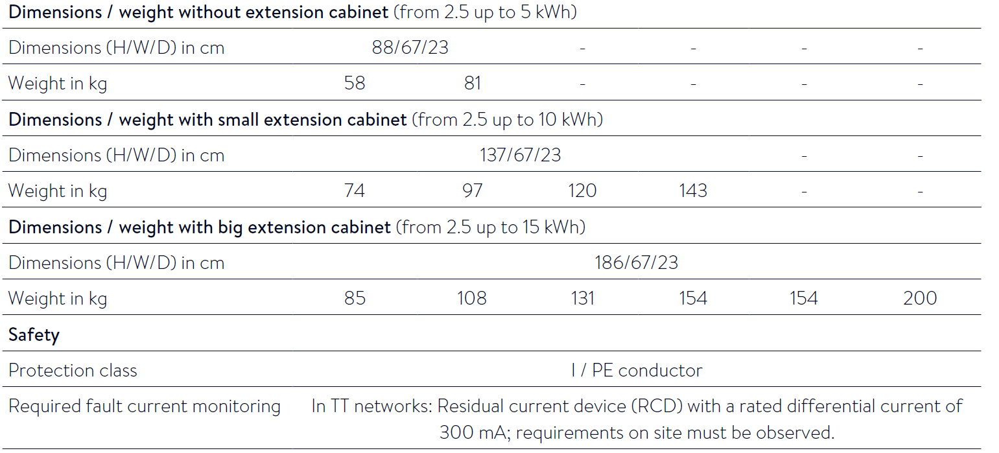 Dimensions / weight without extension cabinet (from 2.5 up to 5 kWh)
Dimensions (H/W/D) in cm 88/67/23 - - - -
Weight in kg 58 81 - - - -
Dimensions / weight with small extension cabinet (from 2.5 up to 10 kWh)
Dimensions (H/W/D) in cm 137/67/23 - -
Weight in kg 74 97 120 143 - -
Dimensions / weight with big extension cabinet (from 2.5 up to 15 kWh)
Dimensions (H/W/D) in cm 186/67/23
Weight in kg 85 108 131 154 154 200
Safety
Protection class I / PE conductor
Required fault current monitoring In TT networks: Residual current device (RCD) with a rated differential current of
300 mA; requirements on site must be observed.